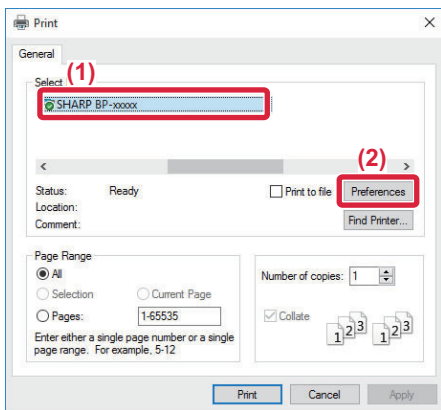 Print
General
Select
(1)
SHARP BP-xxxxx
(2)
Status: Ready
Print to file
Preferences
Location:
Comment:
Find Printer...
Page Range
All
Selection
Current Page
Pages: 1-65535
Enter either a single page number or a single
page range. For example, 5-12
Number of copies: 1
Collate
1 2 3 1 2 3
Print Cancel Apply